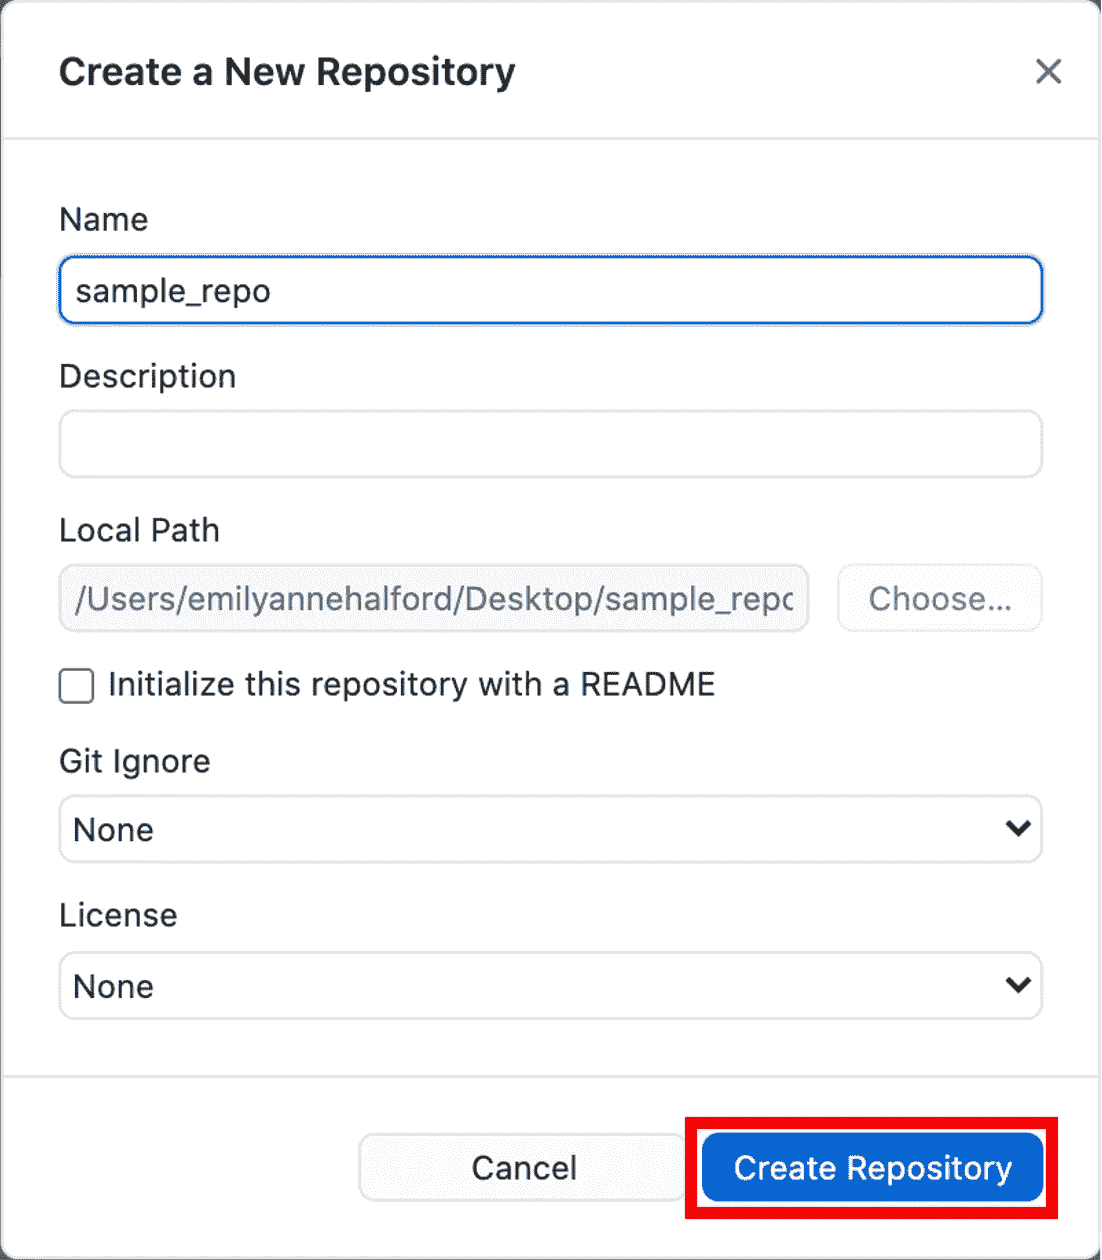 Create a New Repository
Name
sample_repo
Description
Local Path
/Users/emilyannehalford/Desktop/sample_repo
Choose...
Initialize this repository with a README
Git Ignore
None
License
None
Cancel
Create Repository